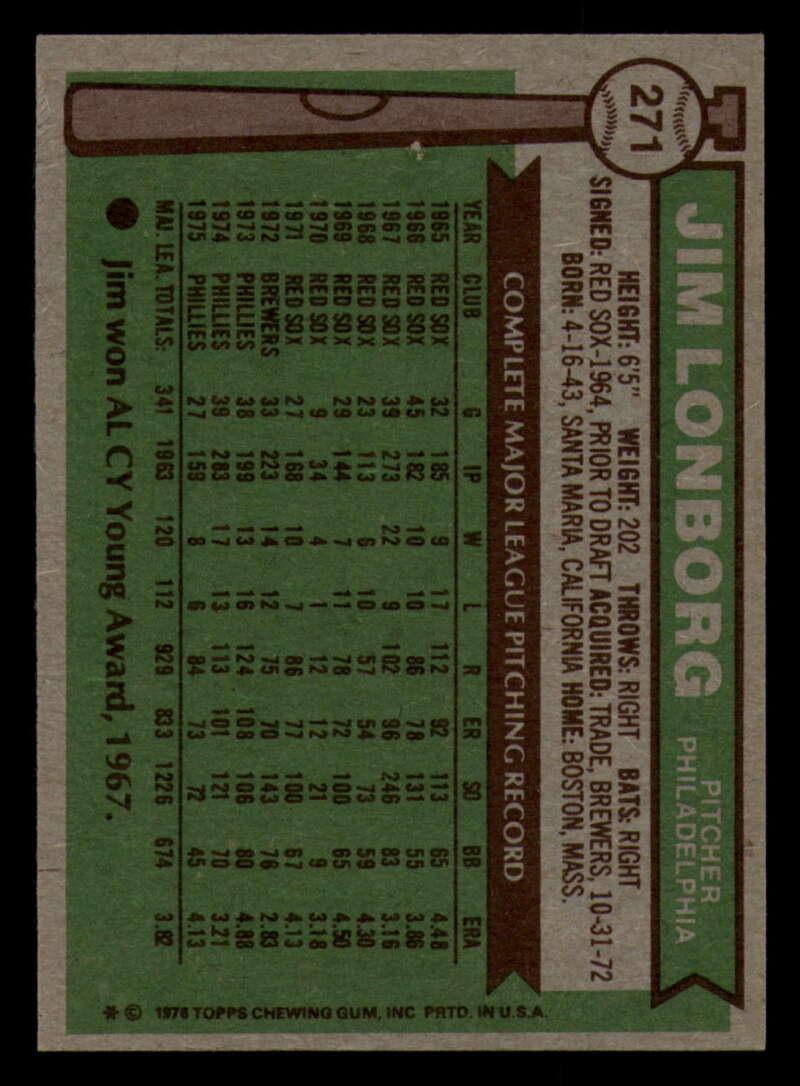 271
JIM LONBORG
PITCHER
PHILADELPHIA
HEIGHT: 6'5" WEIGHT: 202 THROWS: RIGHT BATS: RIGHT
SIGNED: RED SOX-1964, PRIOR TO DRAFT ACQUIRED: TRADE, BREWERS, 10-31-72
BORN: 4-16-43, SANTA MARIA, CALIFORNIA HOME: BOSTON, MASS.
COMPLETE MAJOR LEAGUE PITCHING RECORD
YEAR CLUB G IP W L R ER SO BB ERA
1965 RED SOX 32 185 9 17 112 92 113 65 4.48
1966 RED SOX 45 182 10 10 86 78 131 55 3.86
1967 RED SOX 39 273 22 9 102 96 246 83 3.16
1968 RED SOX 23 113 6 10 57 54 73 59 4.30
1969 RED SOX 29 144 7 11 78 72 100 65 4.50
1970 RED SOX 9 34 4 1 12 12 21 9 3.18
1971 RED SOX 27 168 10 7 86 77 100 67 4.13
1972 BREWERS 33 223 14 12 75 70 143 76 2.83
1973 PHILLIES 38 199 13 16 124 108 106 80 4.88
1974 PHILLIES 39 283 17 13 113 101 121 70 3.21
1975 PHILLIES 27 159 8 6 84 73 72 45 4.13
MAJ. LEA. TOTALS: 341 1963 120 112 929 833 1226 674 3.82
● Jim won AL CY Young Award, 1967.
* © 1976 TOPPS CHEWING GUM, INC PRTD. IN U.S.A.